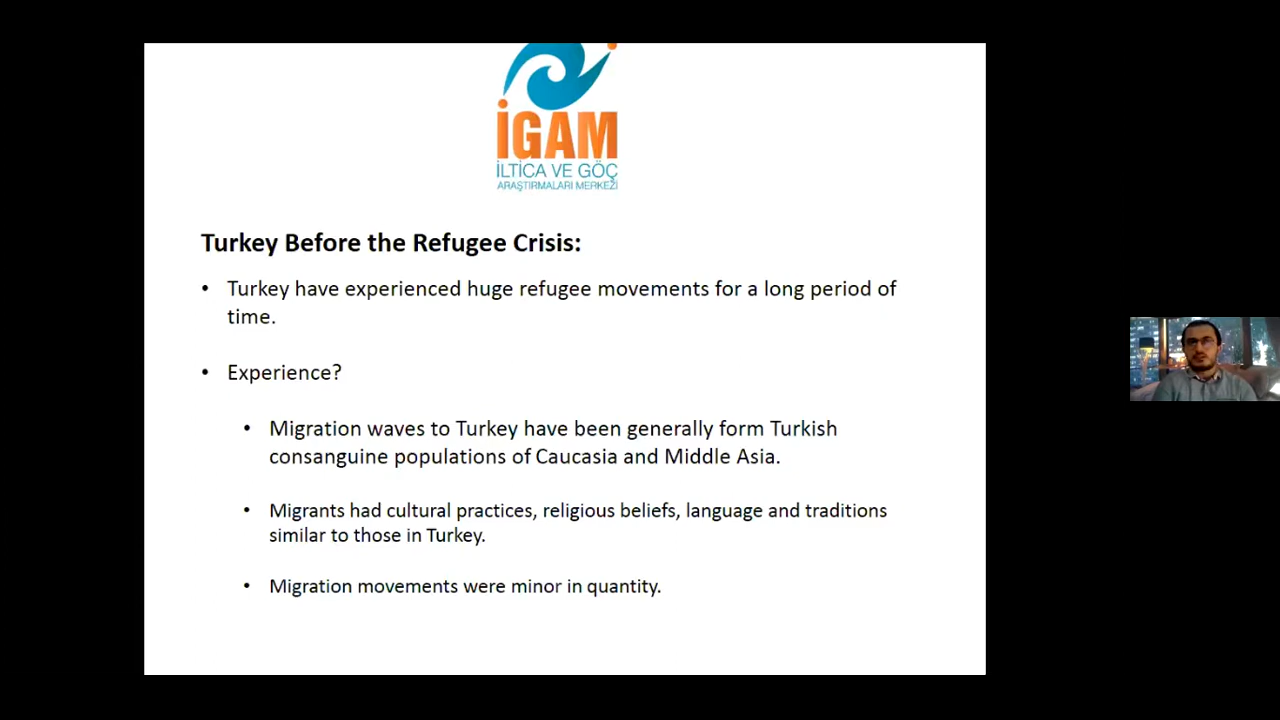 İGAM
İLTİCA VE GÖÇ
ARAŞTIRMALARI MERKEZİ
Turkey Before the Refugee Crisis:
• Turkey have experienced huge refugee movements for a long period of
time.
• Experience?
• Migration waves to Turkey have been generally form Turkish
consanguine populations of Caucasia and Middle Asia.
• Migrants had cultural practices, religious beliefs, language and traditions
similar to those in Turkey.
• Migration movements were minor in quantity.